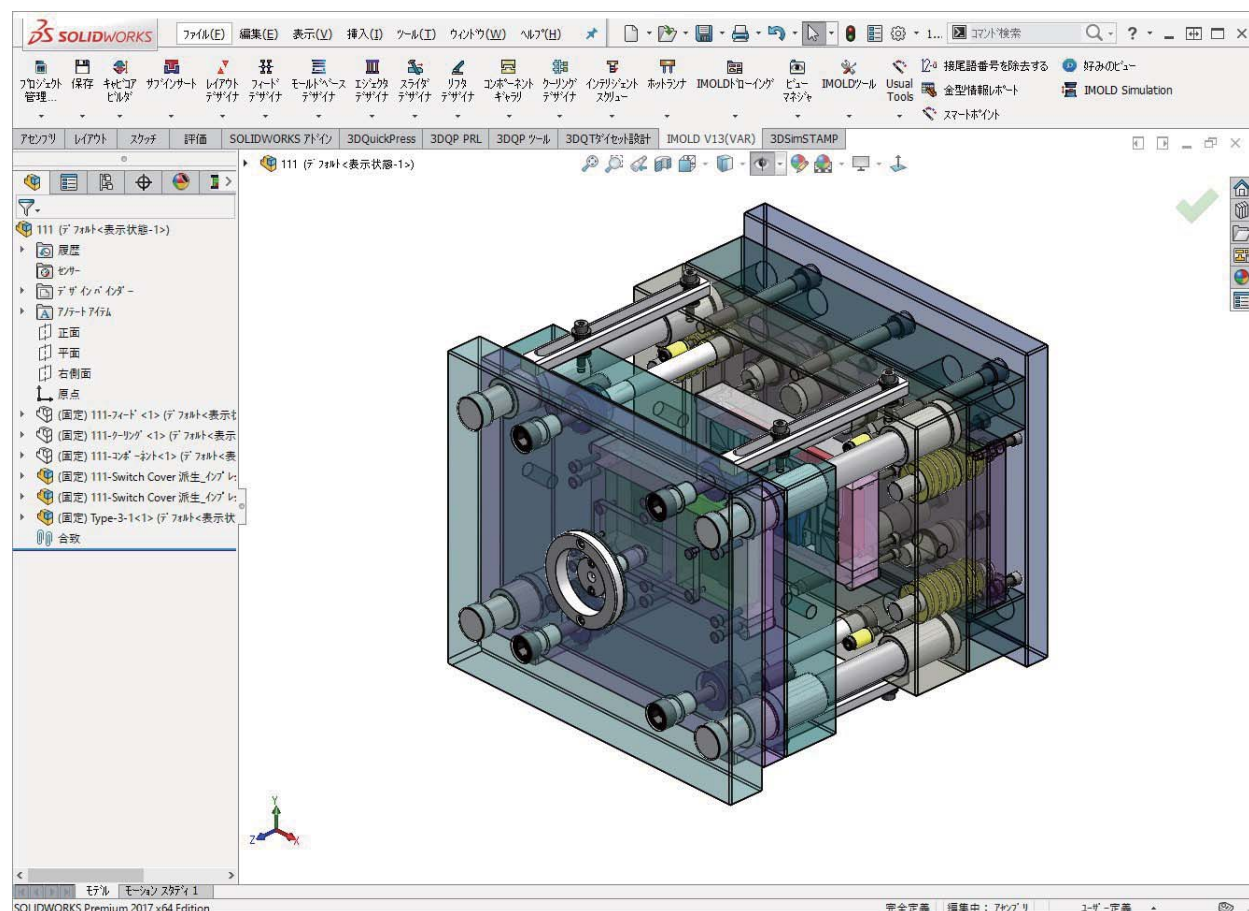 SOLIDWORKS
ファイル(F) 編集(E) 表示(V) 挿入(I) ツール(T) ウィンドウ(W) ヘルプ(H)
1... コマンド検索
プロジェクト管理...
保存
キャビコアビルダ
サブインサート
レイアウトデザイナ
フィードデザイナ
モールドベースデザイナ
エジェクタデザイナ
スライダデザイナ
リフタデザイナ
コンポーネントギャラリ
クーリングデザイナ
インテリジェントスクリュー
ホットランナ
IMOLDドローイング
ビューマネジャ
IMOLDツール
Usual Tools
接尾語番号を除去する
金型情報レポート
スマートポイント
好みのビュー
IMOLD Simulation
アセンブリ レイアウト スケッチ 評価 SOLIDWORKS アドイン 3DQuickPress 3DQP PRL 3DQP ツール 3DQTダイセット設計 IMOLD V13(VAR) 3DSimSTAMP
111 (デフォルト<表示状態-1>)
111 (デフォルト<表示状態-1>)
履歴
センサー
デザインバインダー
アノテートアイテム
正面
平面
右側面
原点
(固定) 111-フィード<1> (デフォルト<表示状
(固定) 111-クーリング<1> (デフォルト<表示
(固定) 111-コンポーネント<1> (デフォルト<表
(固定) 111-Switch Cover 派生_インプレ
(固定) 111-Switch Cover 派生_インプレ
(固定) Type-3-1<1> (デフォルト<表示状
合致
Y
Z X
モデル モーション スタディ 1
SOLIDWORKS Premium 2017 x64 Edition
完全定義 編集中: アセンブリ ユーザー定義